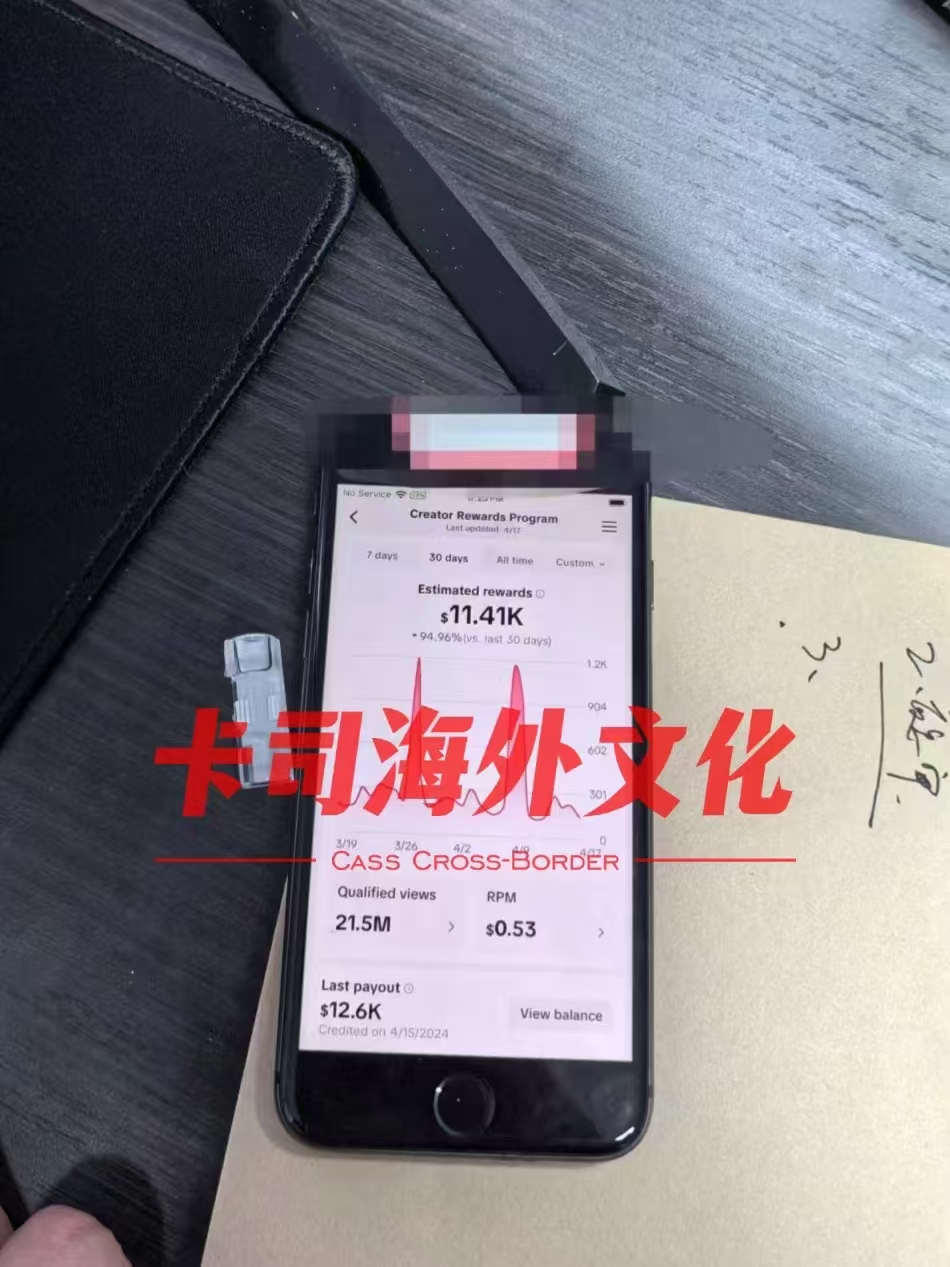 No Service
Creator Rewards Program
Last updated: 4/17
7 days 30 days All time Custom
Estimated rewards
$11.41K
94.96%(vs. last 30 days)
1.2K
904
602
301
0
3/19 3/26 4/2 4/9 4/17
卡司海外文化
CASS CROSS-BORDER
Qualified views
21.5M
RPM
$0.53
Last payout
$12.6K
Credited on 4/15/2024
View balance